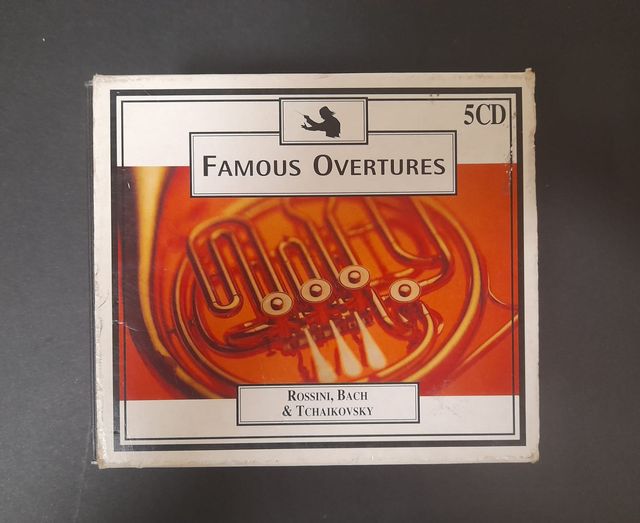 5CD
Famous Overtures
Rossini, Bach
& Tchaikovsky